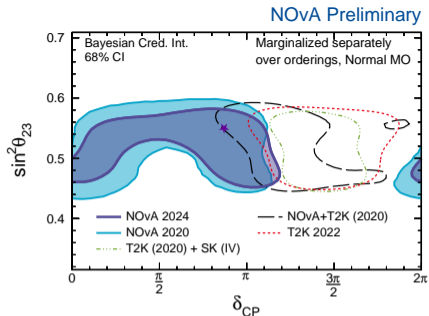 NOvA Preliminary
Bayesian Cred. Int.
68% CI
Marginalized separately
over orderings, Normal MO
0.7
0.6
0.5
0.4
sin²θ₂₃
NOvA 2024
NOvA 2020
T2K (2020) + SK (IV)
NOvA+T2K (2020)
T2K 2022
0
π/2
π
3π/2
2π
δCP